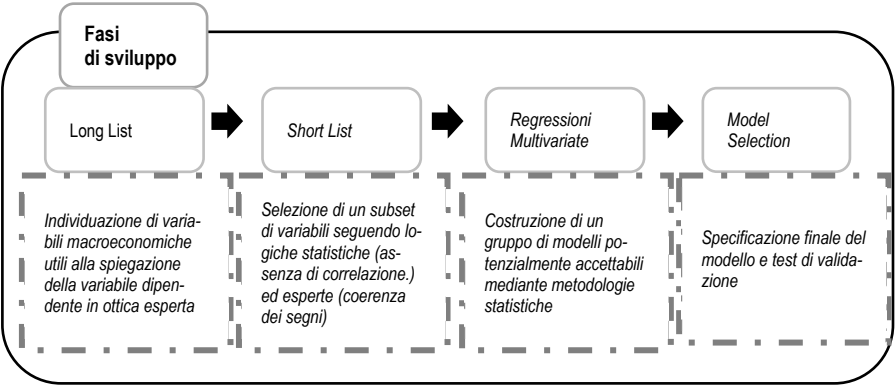 Fasi
di sviluppo
Long List
Short List
Regressioni
Multivariate
Model
Selection
Individuazione di varia-
bili macroeconomiche
utili alla spiegazione
della variabile dipen-
dente in ottica esperta
Selezione di un subset
di variabili seguendo lo-
giche statistiche (as-
senza di correlazione.)
ed esperte (coerenza
dei segni)
Costruzione di un
gruppo di modelli po-
tenzialmente accettabili
mediante metodologie
statistiche
Specificazione finale del
modello e test di valida-
zione